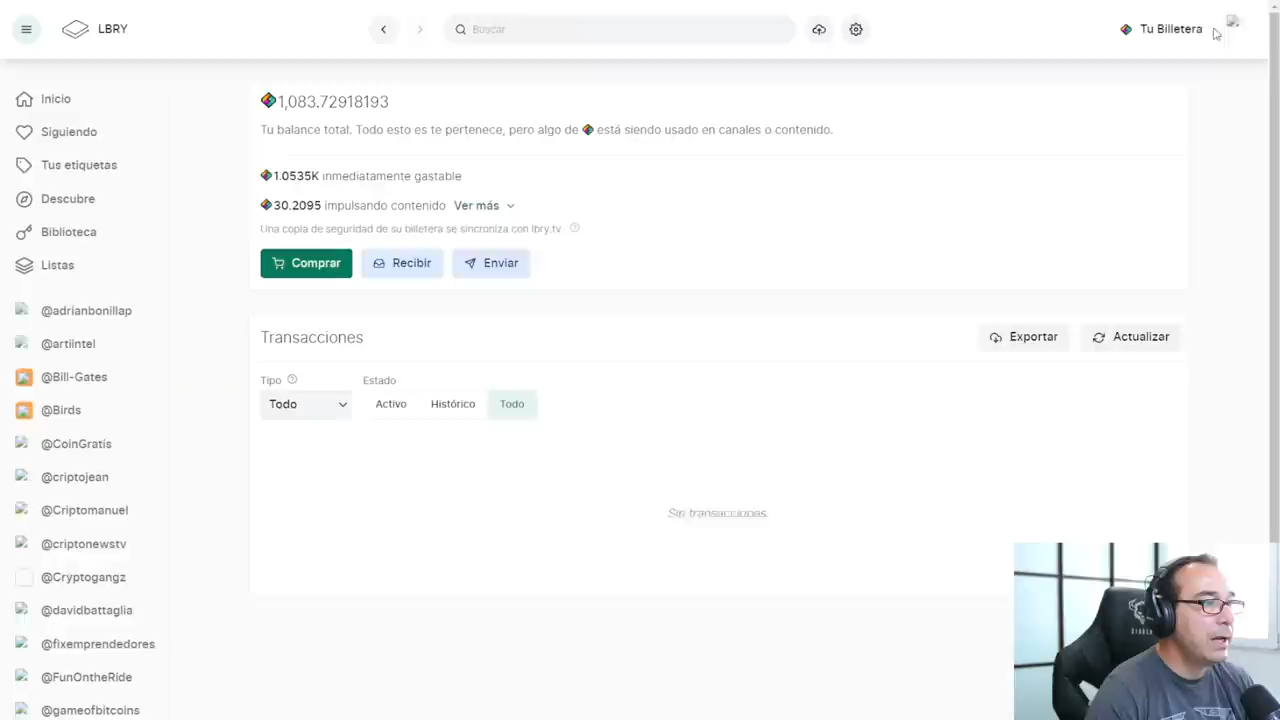 LBRY
Buscar
Tu Billetera
Inicio
Siguiendo
Tus etiquetas
Descubre
Biblioteca
Listas
@adrianbonillap
@artiintel
@Bill-Gates
@Birds
@CoinGratis
@criptojean
@Criptomanuel
@criptonewstv
@Cryptogangz
@davidbattaglia
@fixemprendedores
@FunOntheRide
@gameofbitcoins
1,083.72918193
Tu balance total. Todo esto es te pertenece, pero algo de está siendo usado en canales o contenido.
1.0535K inmediatamente gastable
30.2095 impulsando contenido Ver más
Una copia de seguridad de su billetera se sincroniza con lbry.tv
Comprar Recibir Enviar
Transacciones
Exportar Actualizar
Tipo Estado
Todo Activo Histórico Todo
Sin transacciones.